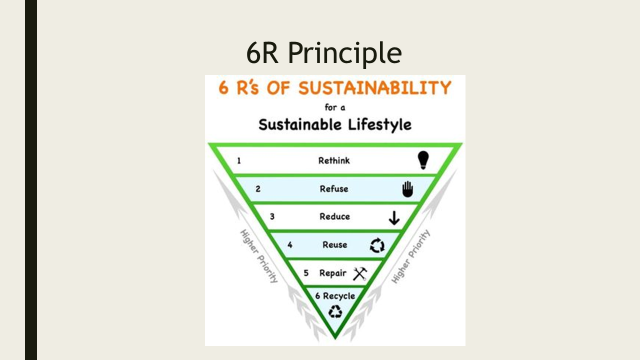 6R Principle
6 R's OF SUSTAINABILITY
for a
Sustainable Lifestyle
1 Rethink
2 Refuse
3 Reduce
4 Reuse
5 Repair
6 Recycle
Higher Priority
Higher Priority